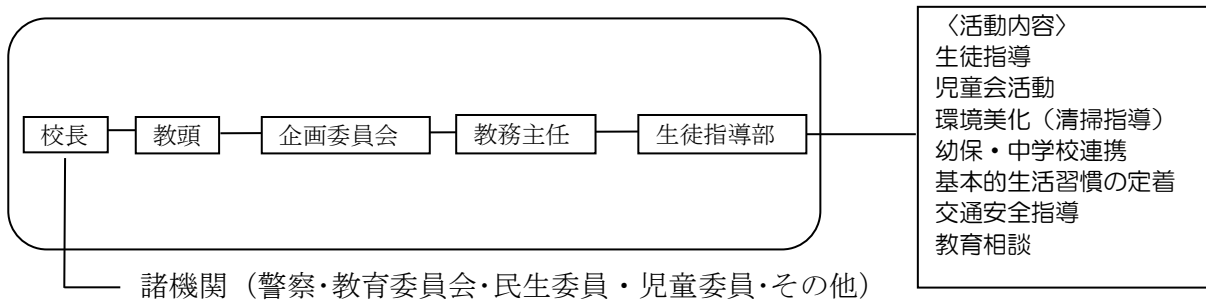 校長 教頭 企画委員会 教務主任 生徒指導部
〈活動内容〉
生徒指導
児童会活動
環境美化（清掃指導）
幼保・中学校連携
基本的生活習慣の定着
交通安全指導
教育相談
諸機関（警察･教育委員会･民生委員・児童委員･その他）